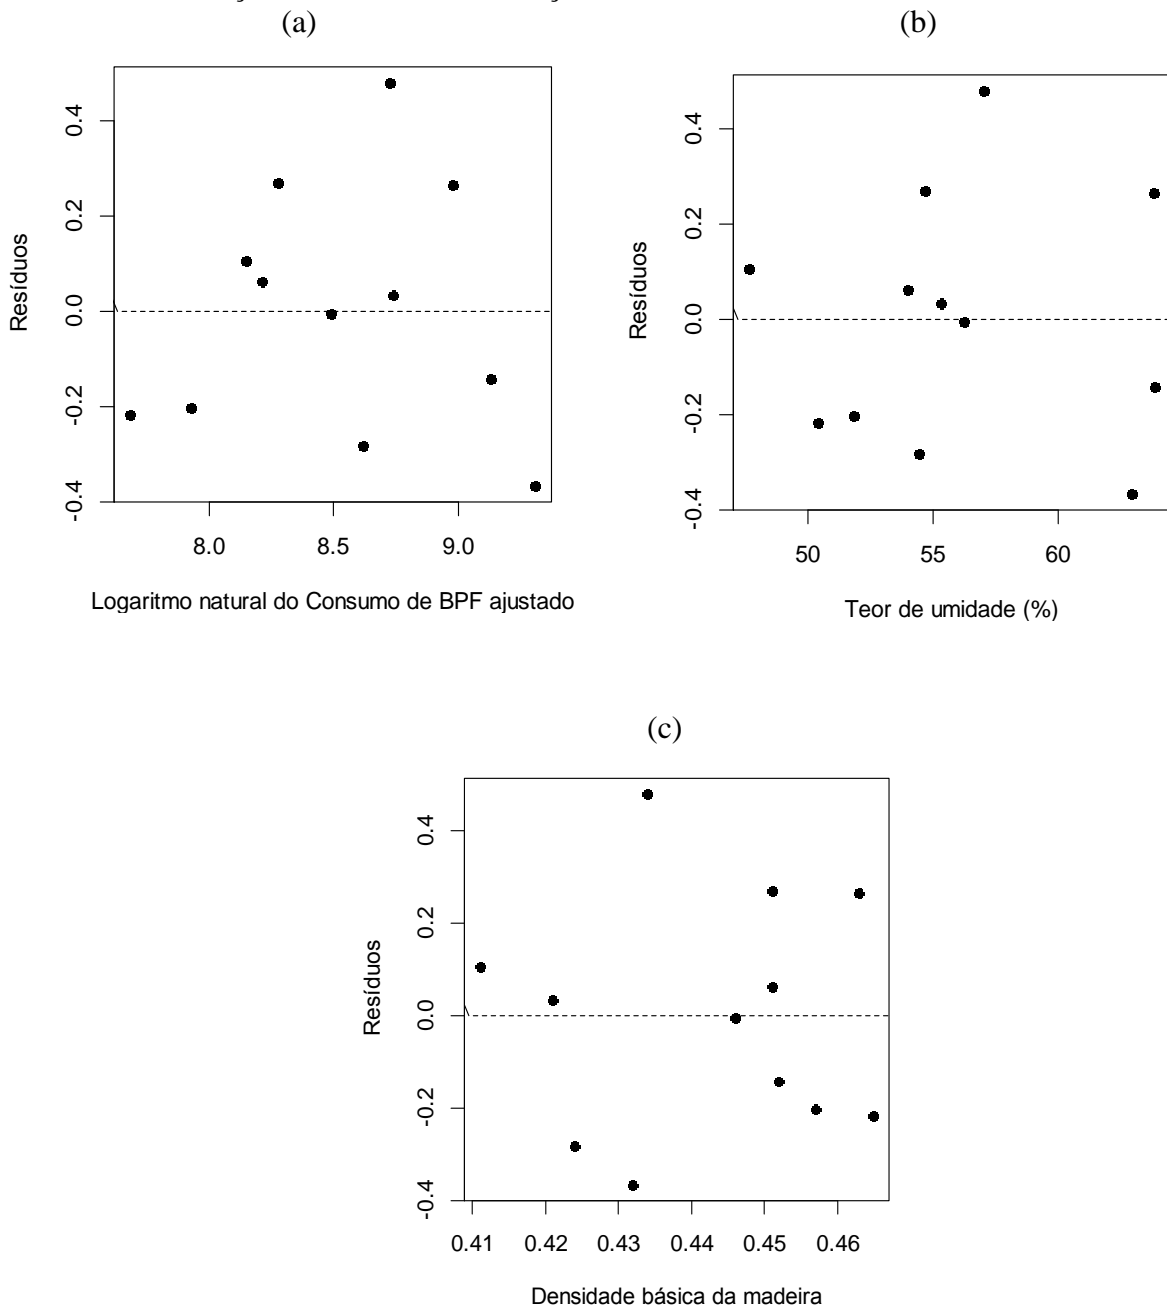 (a)
(b)
0.4
0.2
0.0
-0.2
-0.4
Resíduos
8.0 8.5 9.0
Logaritmo natural do Consumo de BPF ajustado
0.4
0.2
0.0
-0.2
-0.4
Resíduos
50 55 60
Teor de umidade (%)
(c)
0.4
0.2
0.0
-0.2
-0.4
Resíduos
0.41 0.42 0.43 0.44 0.45 0.46
Densidade básica da madeira